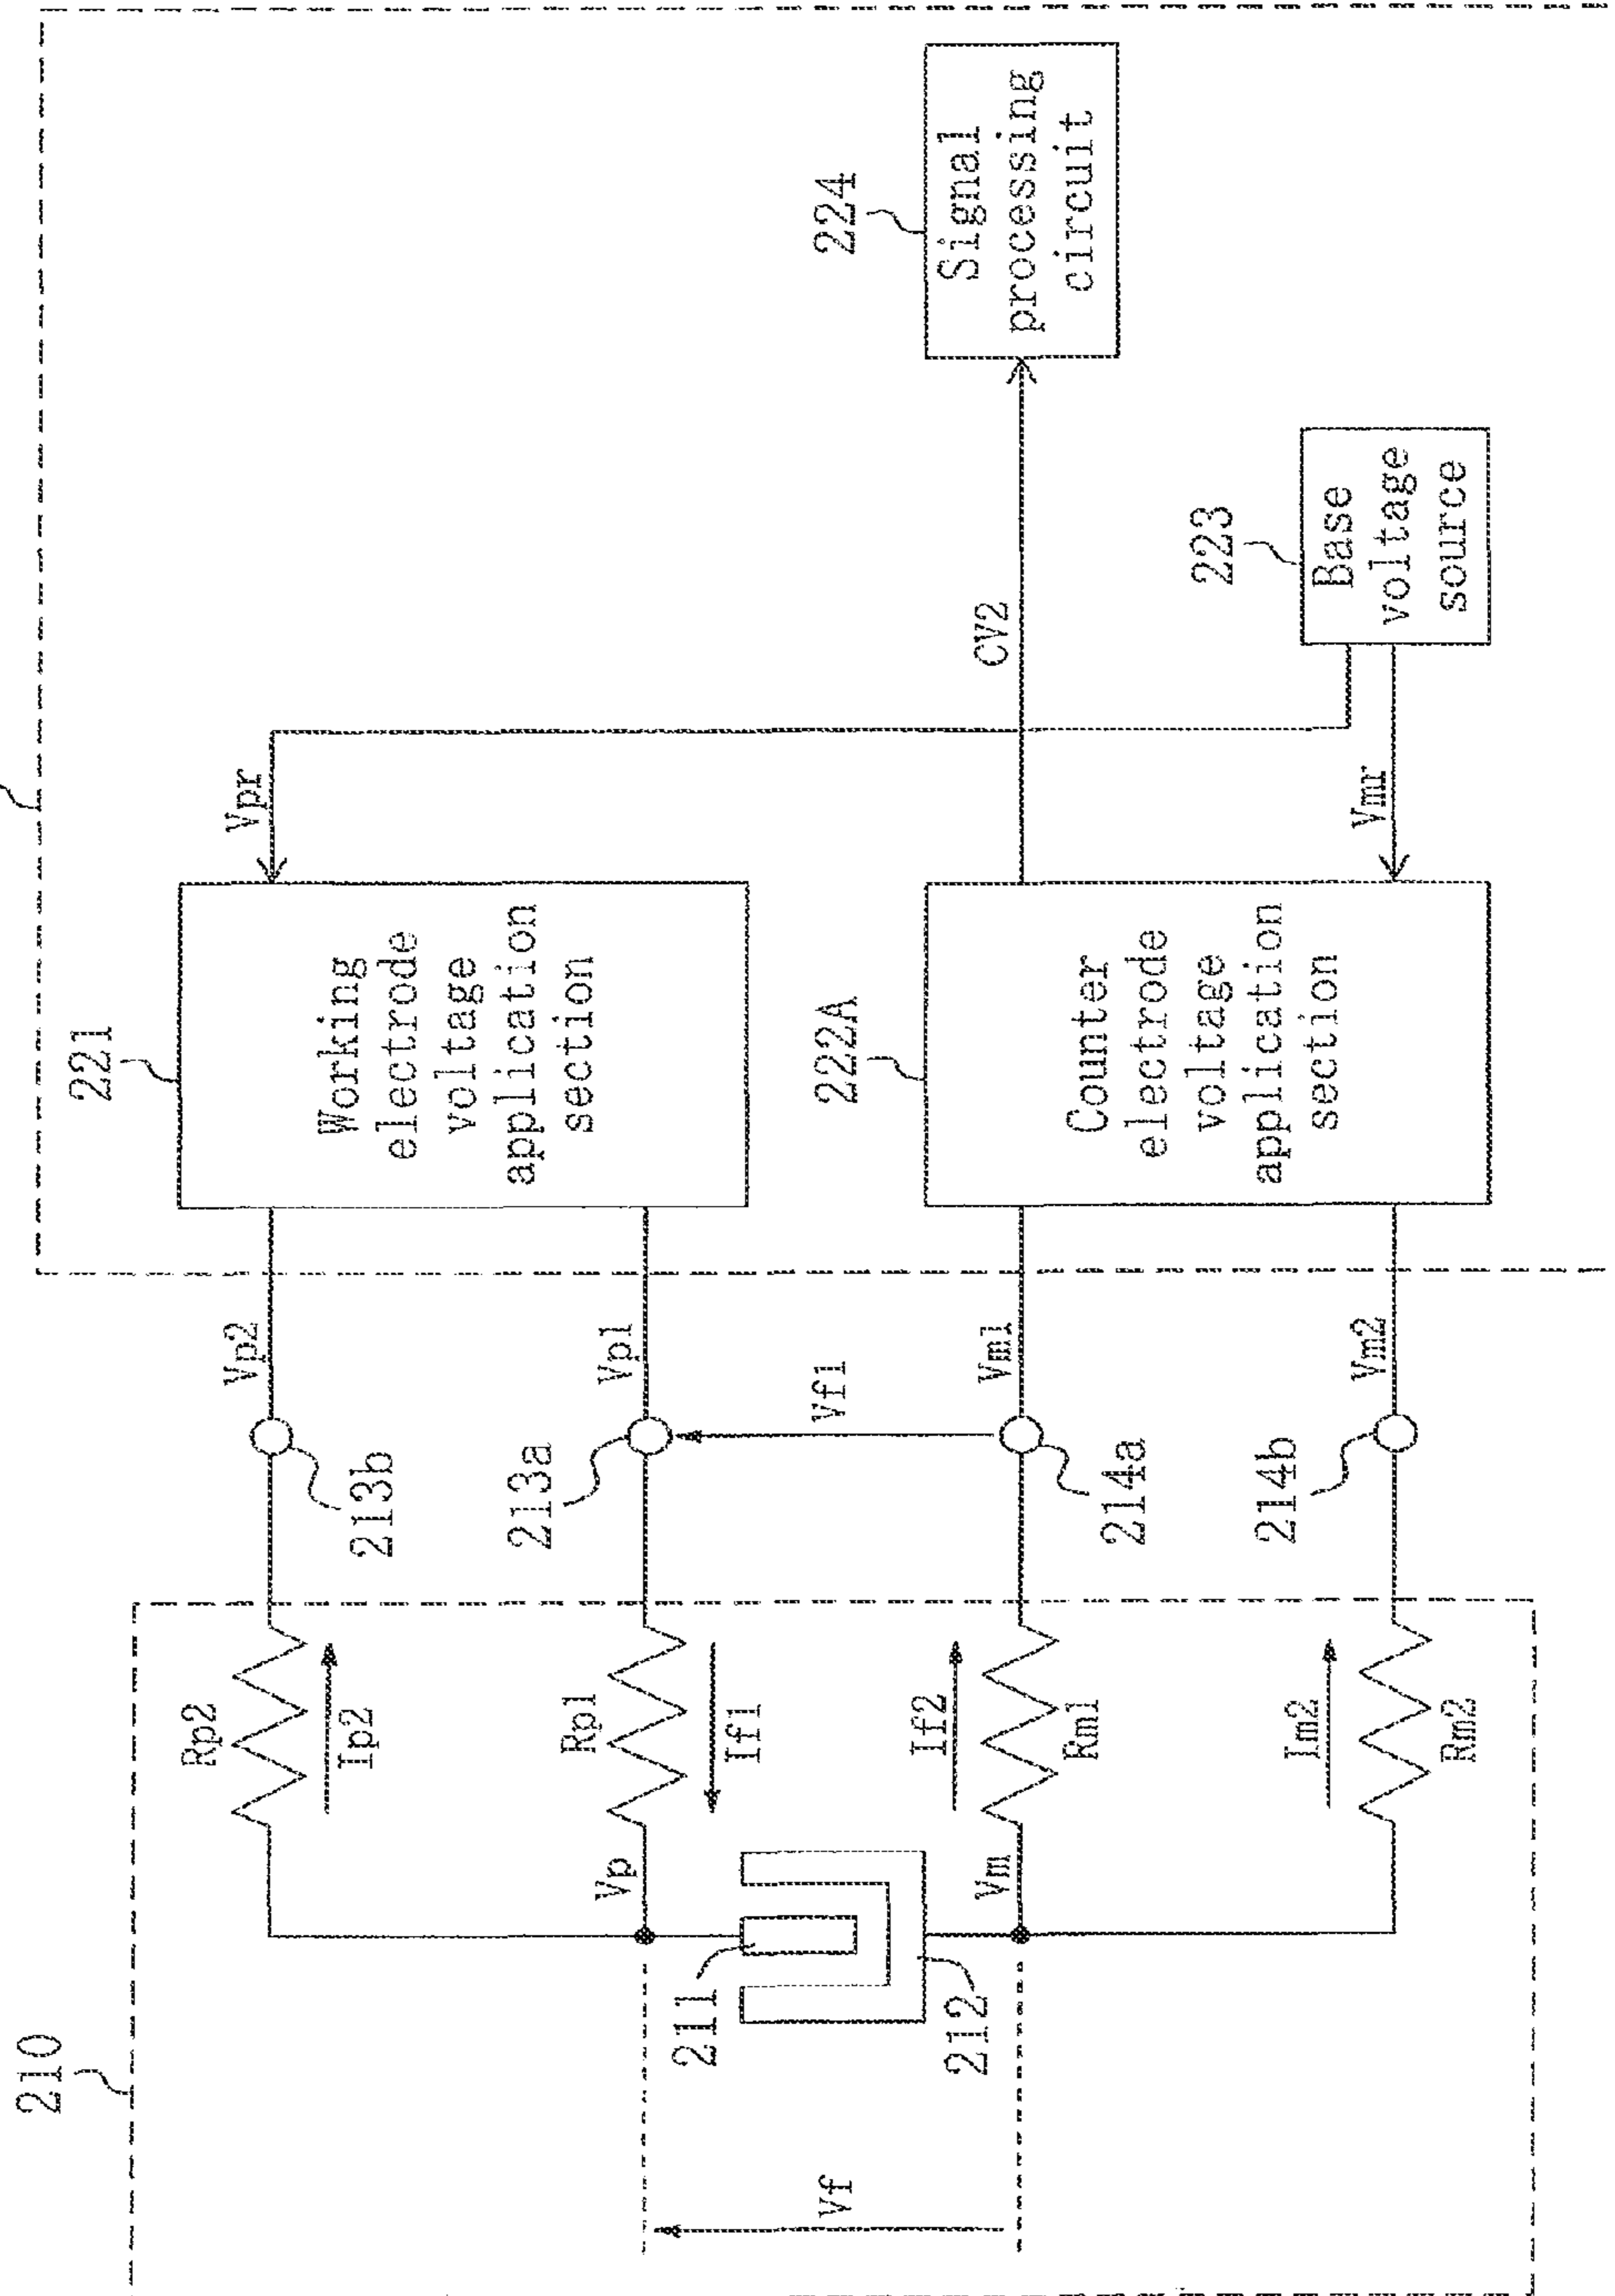 210
Vf
211
212
Vp
Vm
Rp2
Ip2
Rp1
If1
If2
Rm1
Im2
Rm2
213b
213a
214a
214b
Vf1
Vp2
Vp1
Vm1
Vm2
221
Working
electrode
voltage
application
section
222A
Counter
electrode
voltage
application
section
Vpr
Vmr
CV2
223
Base
voltage
source
224
Signal
processing
circuit